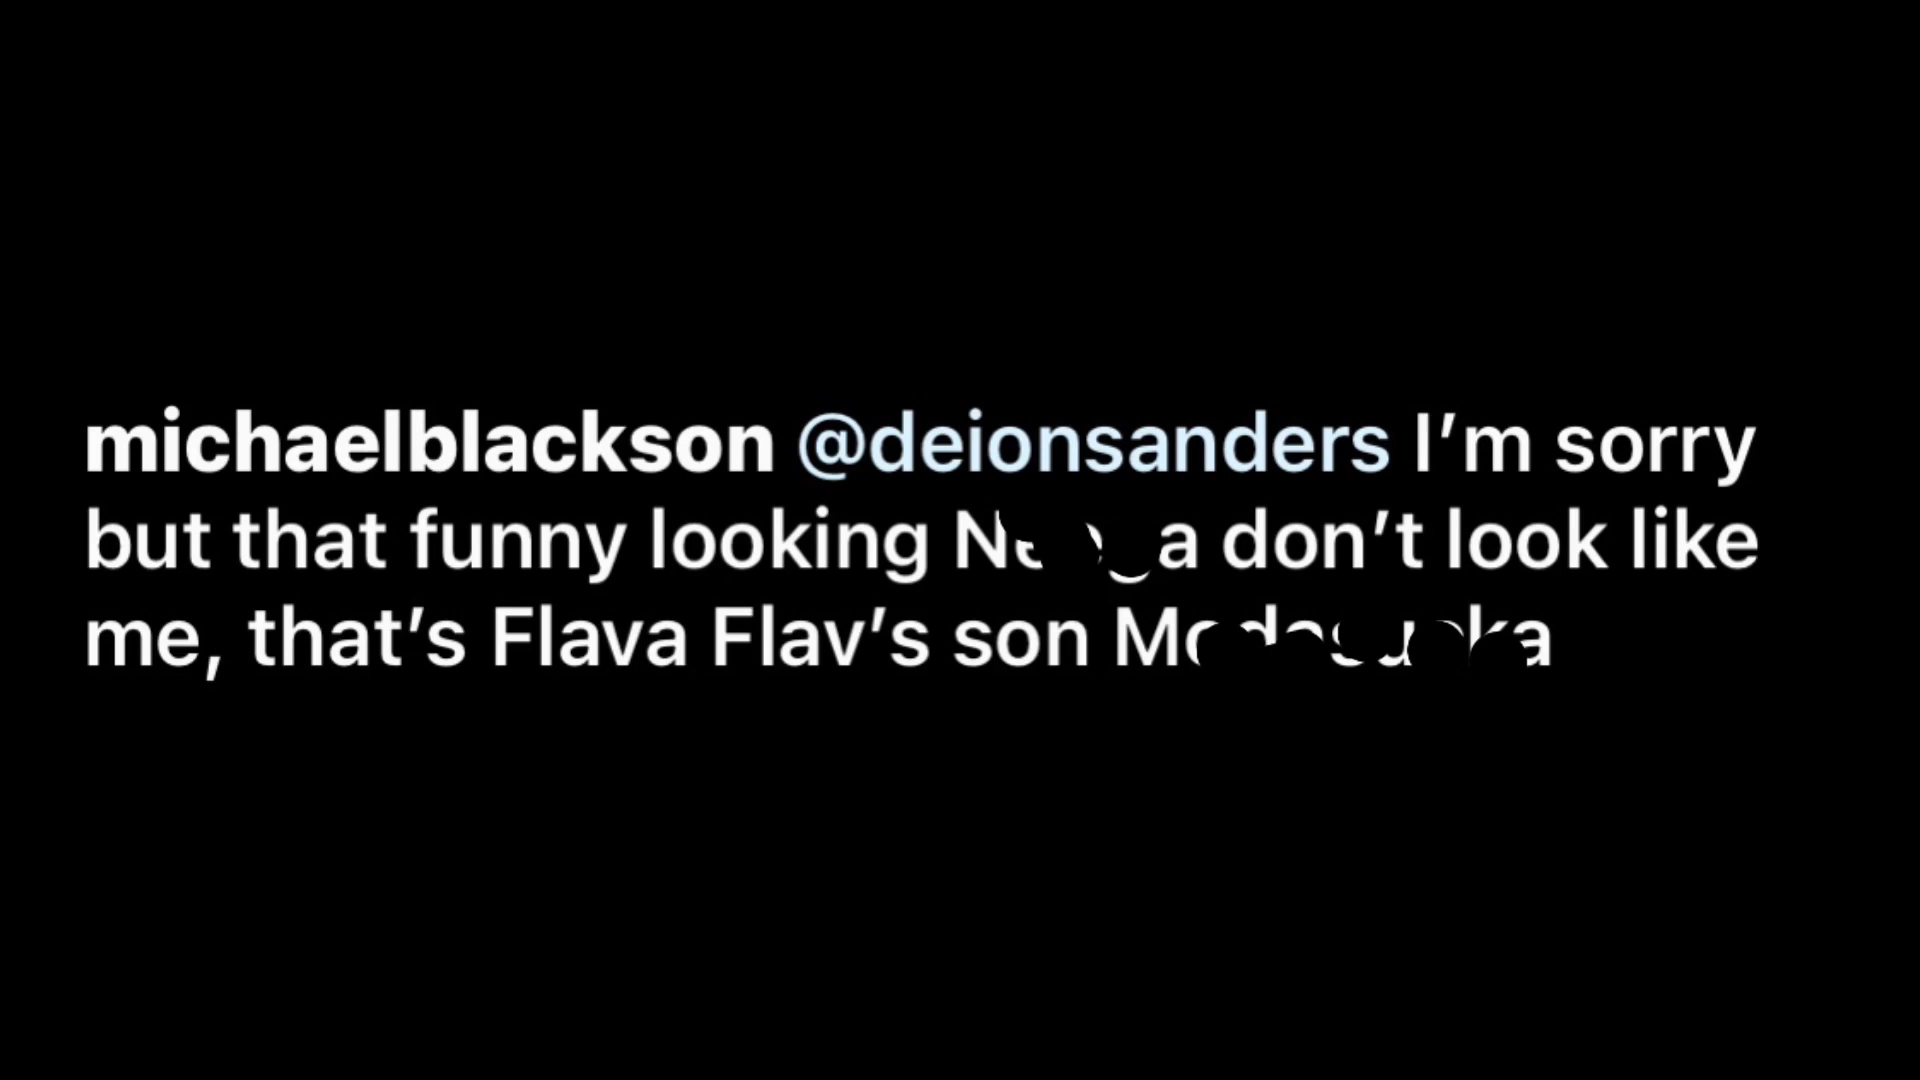 michaelblackson @deionsanders I’m sorry
but that funny looking don’t look like
me, that’s Flava Flav’s son